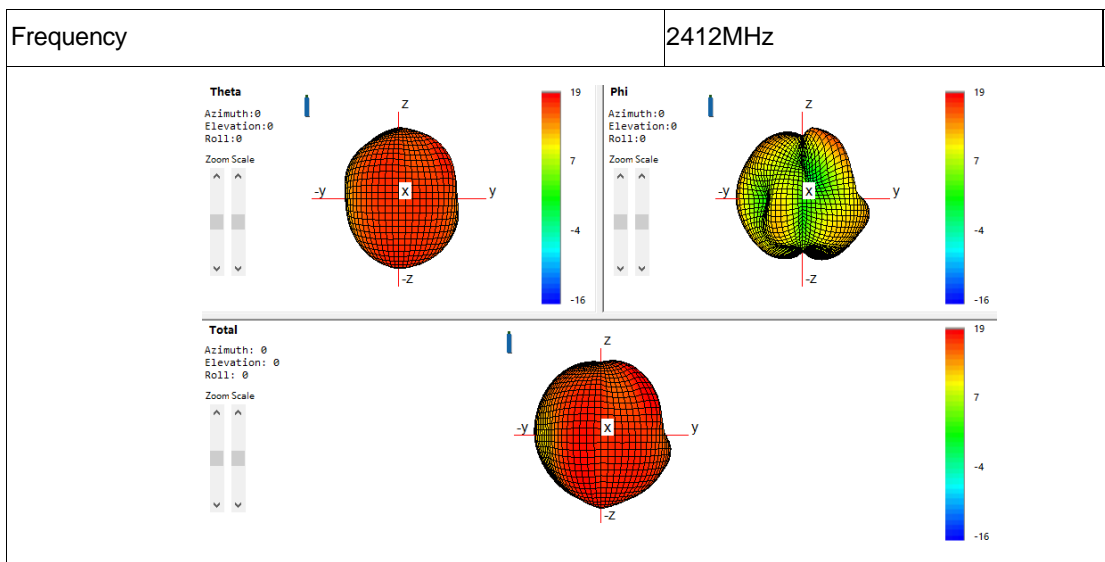 Frequency 2412MHz
Theta
Azimuth:0
Elevation:0
Roll:0
Zoom Scale
z
-y
x
y
-z
19
7
-4
-16
Phi
Azimuth:0
Elevation:0
Roll:0
Zoom Scale
z
-y
x
y
-z
19
7
-4
-16
Total
Azimuth: 0
Elevation: 0
Roll: 0
Zoom Scale
z
-y
x
y
-z
19
7
-4
-16